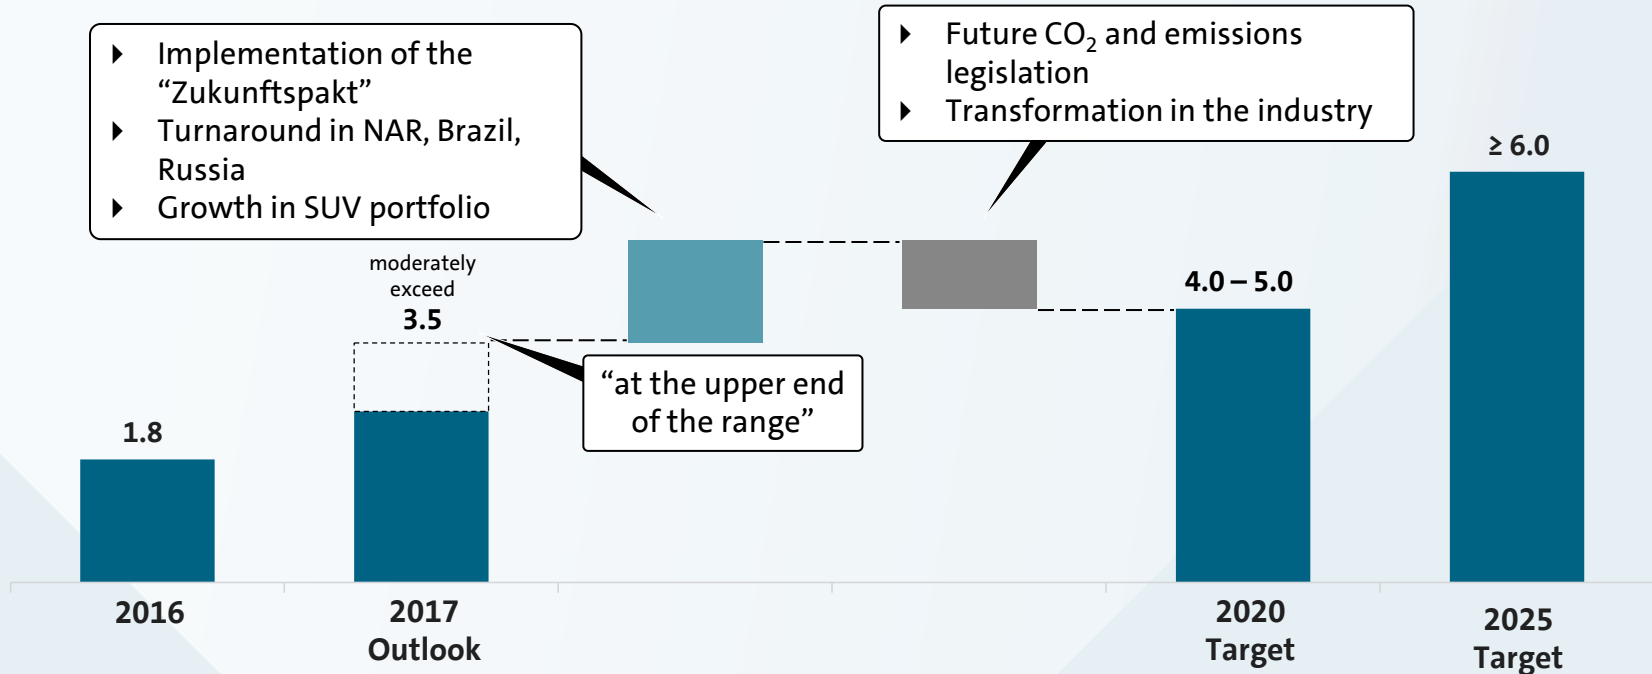 Implementation of the
“Zukunftspakt”
Turnaround in NAR, Brazil,
Russia
Growth in SUV portfolio
Future CO₂ and emissions
legislation
Transformation in the industry
≥ 6.0
moderately
exceed
3.5
4.0 – 5.0
“at the upper end
of the range”
1.8
2016
2017
Outlook
2020
Target
2025
Target